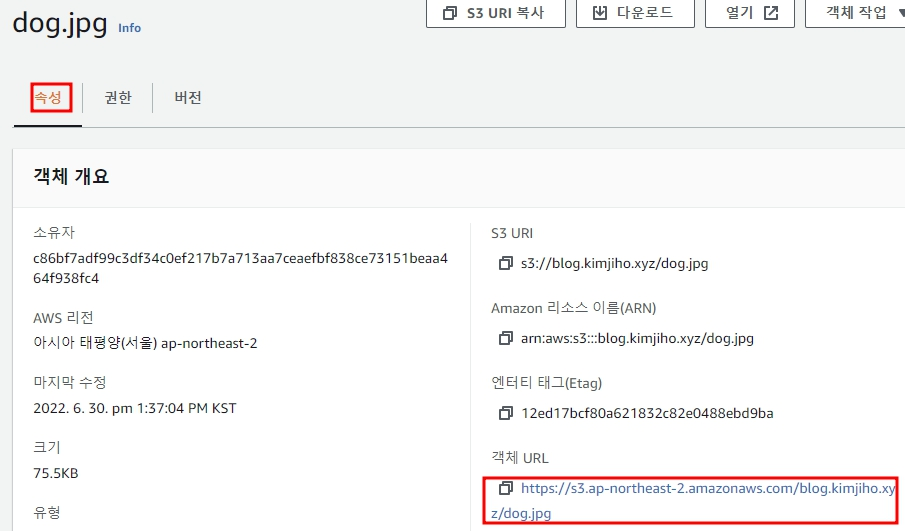 dog.jpg Info
S3 URI 복사
다운로드
열기
객체 작업
속성
권한
버전
객체 개요
소유자
c86bf7adf99c3df34c0ef217b7a713aa7ceaefbf838ce73151beaa4
64f938fc4
AWS 리전
아시아 태평양(서울) ap-northeast-2
마지막 수정
2022. 6. 30. pm 1:37:04 PM KST
크기
75.5KB
유형
S3 URI
s3://blog.kimjiho.xyz/dog.jpg
Amazon 리소스 이름(ARN)
arn:aws:s3:::blog.kimjiho.xyz/dog.jpg
엔터티 태그(Etag)
12ed17bcf80a621832c82e0488ebd9ba
객체 URL
https://s3.ap-northeast-2.amazonaws.com/blog.kimjiho.xy
z/dog.jpg